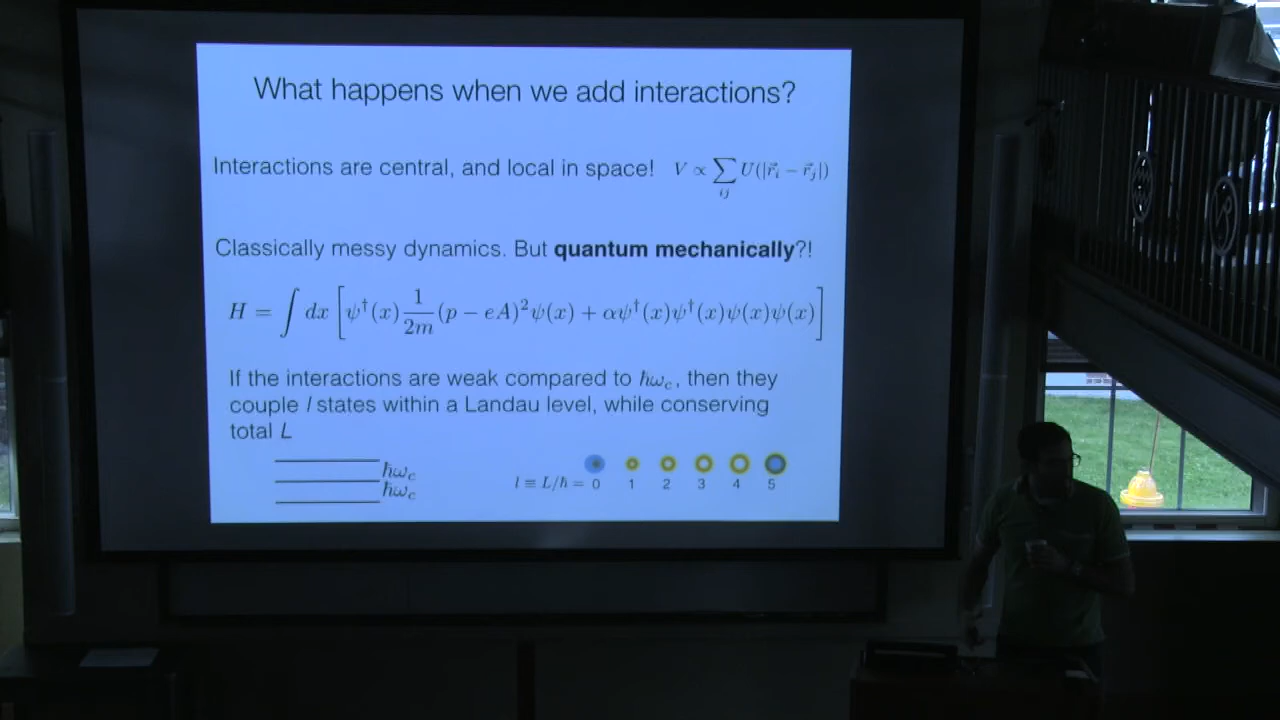 What happens when we add interactions?
Interactions are central, and local in space! V ∝ ∑_{ij} U(|r⃗_i − r⃗_j|)
Classically messy dynamics. But quantum mechanically?!
H = ∫ dx [ψ†(x) 1/2m (p − eA)² ψ(x) + αψ†(x)ψ†(x)ψ(x)ψ(x)]
If the interactions are weak compared to ħω_c, then they
couple l states within a Landau level, while conserving
total L
ħω_c
ħω_c
l ≡ L/ħ = 0 1 2 3 4 5